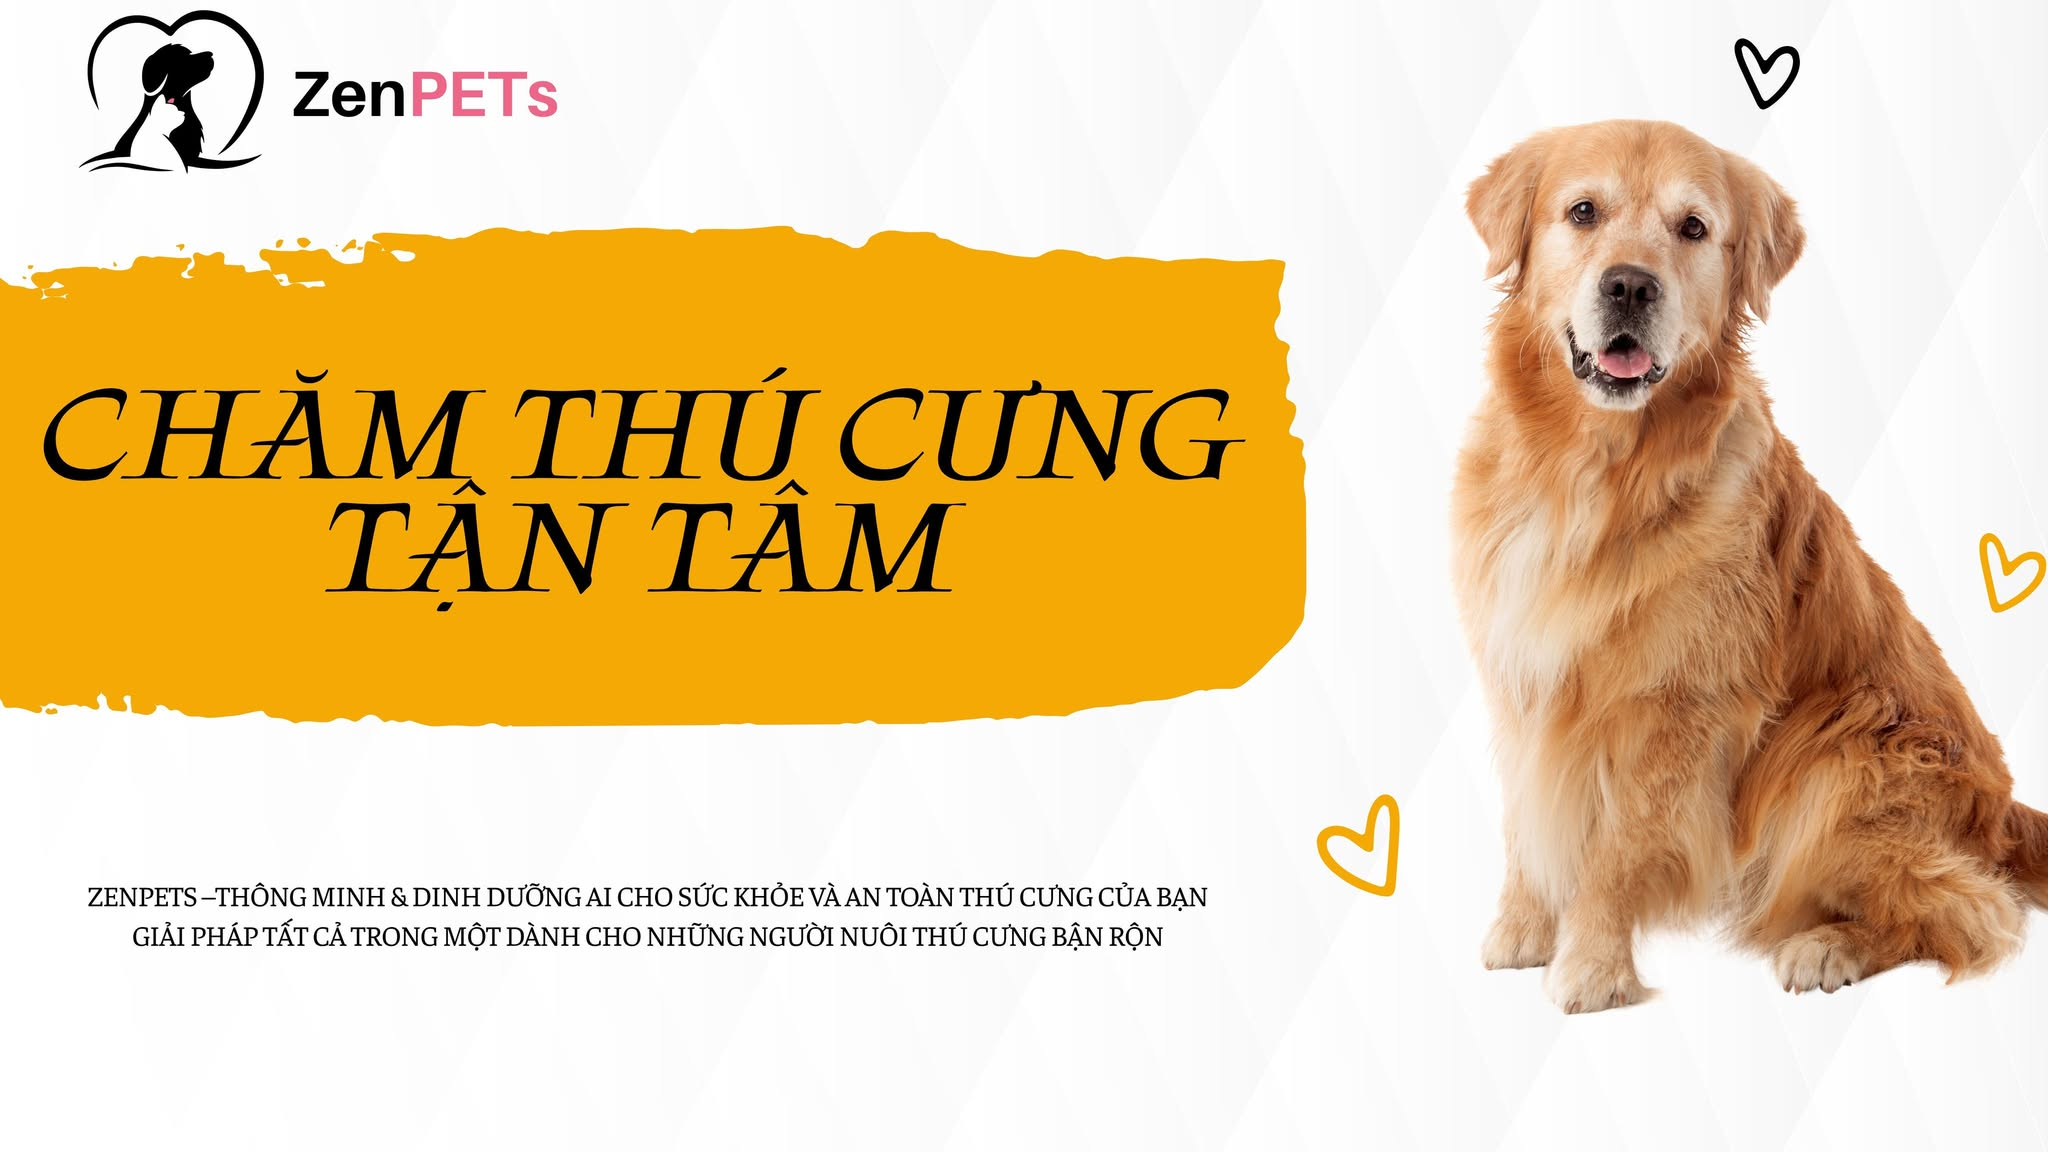 ZenPETs
CHĂM THÚ CƯNG
TẬN TÂM
ZENPETS –THÔNG MINH & DINH DƯỠNG AI CHO SỨC KHỎE VÀ AN TOÀN THÚ CƯNG CỦA BẠN
GIẢI PHÁP TẤT CẢ TRONG MỘT DÀNH CHO NHỮNG NGƯỜI NUÔI THÚ CƯNG BẬN RỘN